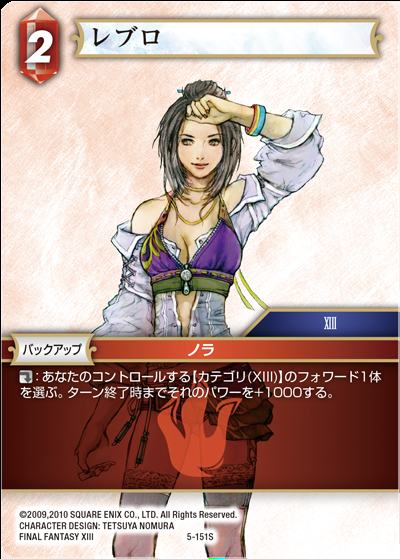 2
レブロ
XIII
バックアップ
ノラ
：あなたのコントロールする【カテゴリ(XIII)】のフォワード1体
を選ぶ。ターン終了時までそれのパワーを+1000する。
©2009,2010 SQUARE ENIX CO., LTD. All Rights Reserved.
CHARACTER DESIGN: TETSUYA NOMURA
FINAL FANTASY XIII
5-151S